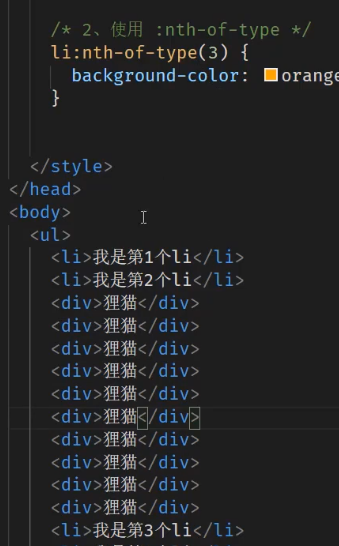 /* 2、使用 :nth-of-type */
li:nth-of-type(3) {
background-color: orange
}
</style>
</head>
<body>
<ul>
<li>我是第1个li</li>
<li>我是第2个li</li>
<div>狸猫</div>
<div>狸猫</div>
<div>狸猫</div>
<div>狸猫</div>
<div>狸猫</div>
<div>狸猫</div>
<div>狸猫</div>
<div>狸猫</div>
<div>狸猫</div>
<div>狸猫</div>
<li>我是第3个li</li>